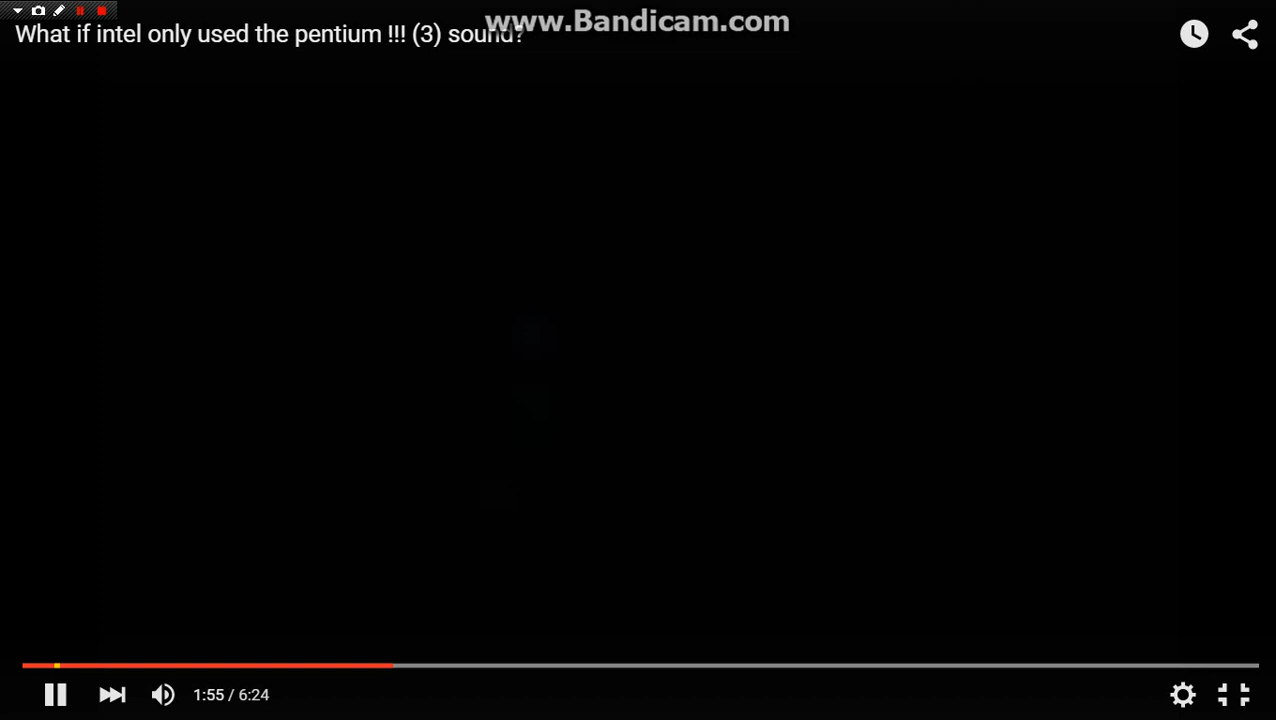 www.Bandicam.com
What if intel only used the pentium !!! (3) sound?
1:55 / 6:24